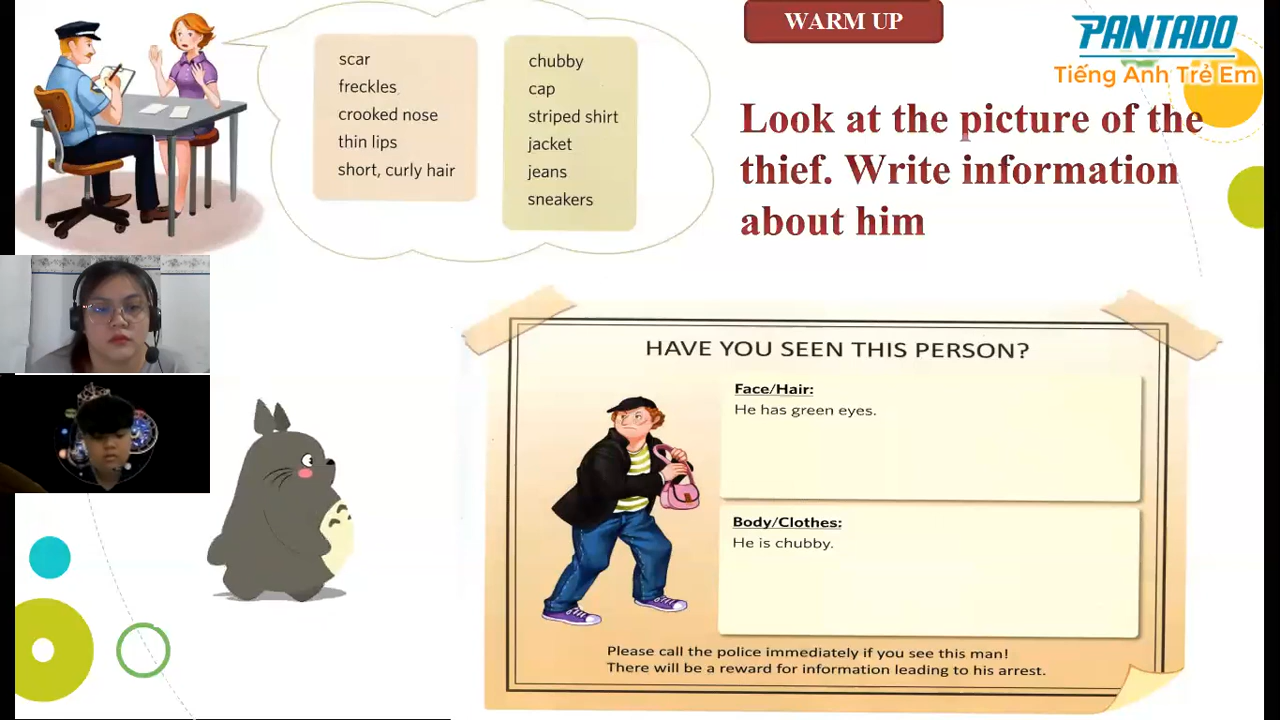 scar
freckles
crooked nose
thin lips
short, curly hair
chubby
cap
striped shirt
jacket
jeans
sneakers
WARM UP
PANTADO
Tiếng Anh Trẻ Em
Look at the picture of the
thief. Write information
about him
HAVE YOU SEEN THIS PERSON?
Face/Hair:
He has green eyes.
Body/Clothes:
He is chubby.
Please call the police immediately if you see this man!
There will be a reward for information leading to his arrest.